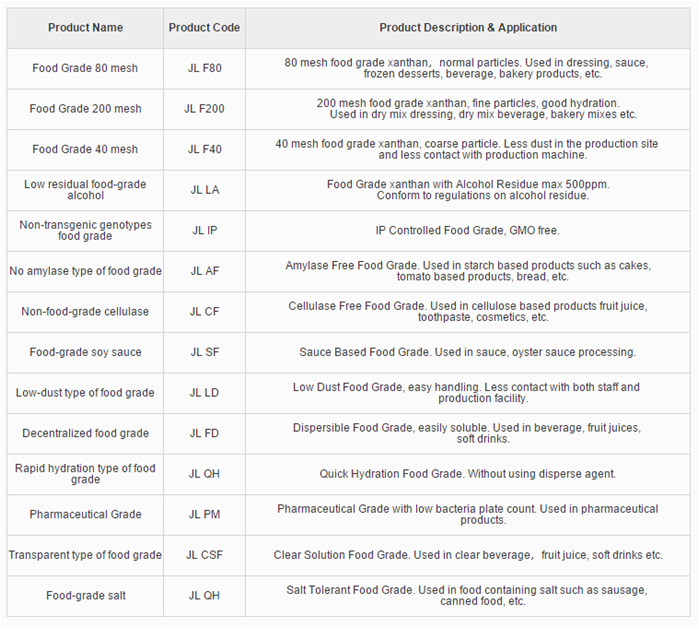 Product Name
Product Code
Product Description & Application
Food Grade 80 mesh
JL F80
80 mesh food grade xanthan, normal particles. Used in dressing, sauce,
frozen desserts, beverage, bakery products, etc.
Food Grade 200 mesh
JL F200
200 mesh food grade xanthan, fine particles, good hydration.
Used in dry mix dressing, dry mix beverage, bakery mixes etc.
Food Grade 40 mesh
JL F40
40 mesh food grade xanthan, coarse particle. Less dust in the production site
and less contact with production machine.
Low residual food-grade
alcohol
JL LA
Food Grade xanthan with Alcohol Residue max 500ppm.
Conform to regulations on alcohol residue.
Non-transgenic genotypes
food grade
JL IP
IP Controlled Food Grade, GMO free.
No amylase type of food grade
JL AF
Amylase Free Food Grade. Used in starch based products such as cakes,
tomato based products, bread, etc.
Non-food-grade cellulase
JL CF
Cellulase Free Food Grade. Used in cellulose based products fruit juice,
toothpaste, cosmetics, etc.
Food-grade soy sauce
JL SF
Sauce Based Food Grade. Used in sauce, oyster sauce processing.
Low-dust type of food grade
JL LD
Low Dust Food Grade, easy handling. Less contact with both staff and
production facility.
Decentralized food grade
JL FD
Dispersible Food Grade, easily soluble. Used in beverage, fruit juices,
soft drinks.
Rapid hydration type of food
grade
JL QH
Quick Hydration Food Grade. Without using disperse agent.
Pharmaceutical Grade
JL PM
Pharmaceutical Grade with low bacteria plate count. Used in pharmaceutical
products.
Transparent type of food grade
JL CSF
Clear Solution Food Grade. Used in clear beverage, fruit juice, soft drinks etc.
Food-grade salt
JL QH
Salt Tolerant Food Grade. Used in food containing salt such as sausage,
canned food, etc.